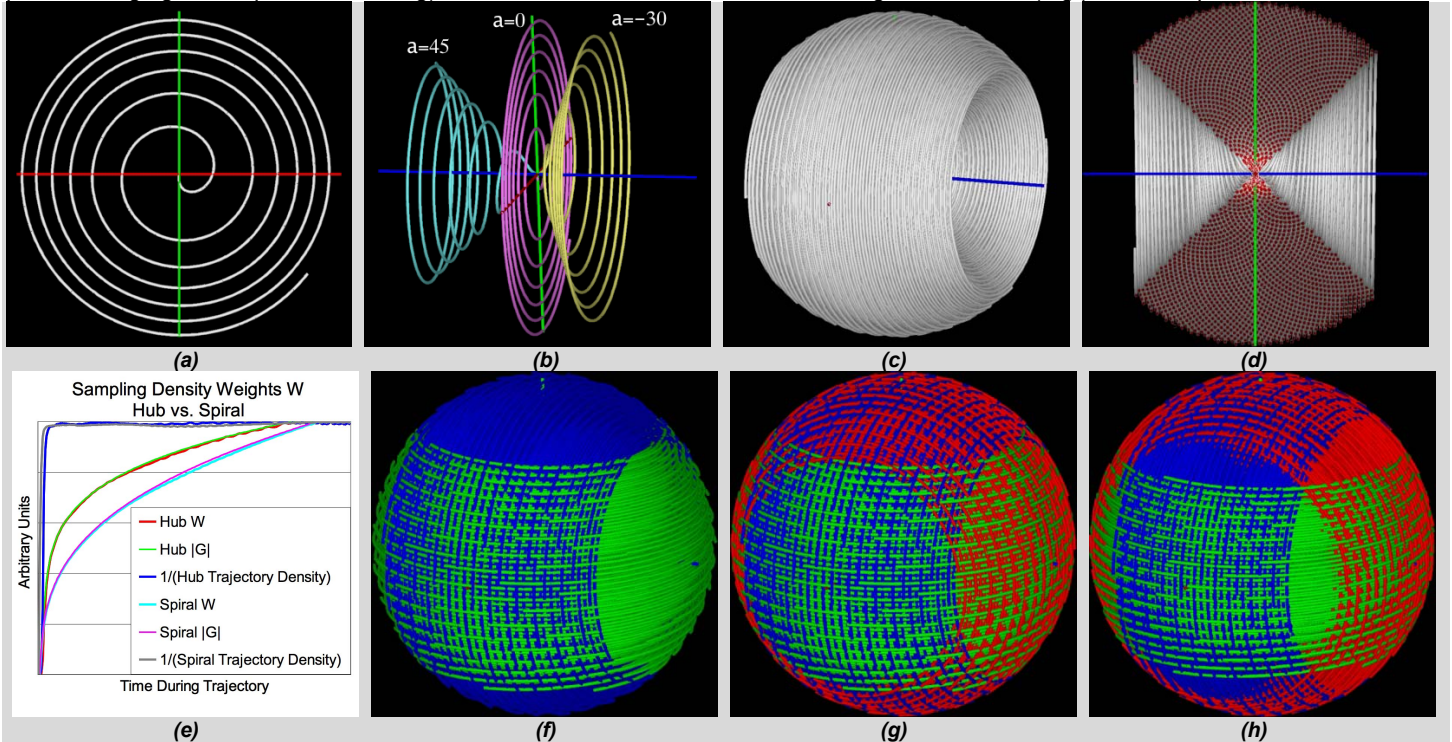 a=45
a=0
a=−30
(a)
(b)
(c)
(d)
Sampling Density Weights W
Hub vs. Spiral
Arbitrary Units
Hub W
Hub |G|
1/(Hub Trajectory Density)
Spiral W
Spiral |G|
1/(Spiral Trajectory Density)
Time During Trajectory
(e)
(f)
(g)
(h)